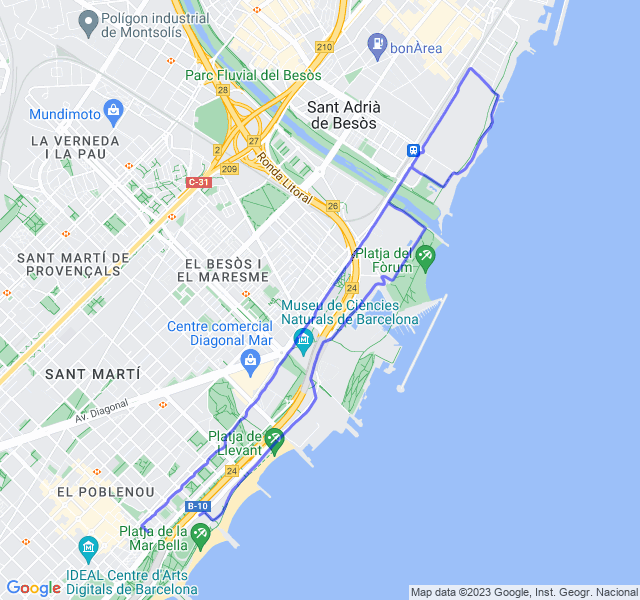 Polígon industrial
de Montsolís
210
bonÀrea
Parc Fluvial del Besòs
28
Mundimoto
Sant Adrià
de Besòs
LA VERNEDA
I LA PAU
27
2
209
C-31
Ronda Litoral
26
SANT MARTÍ DE
PROVENÇALS
EL BESÒS I
EL MARESME
Platja del
Fòrum
24
Museu de Ciències
Naturals de Barcelona
Centre comercial
Diagonal Mar
SANT MARTÍ
Av. Diagonal
Platja de
Llevant
24
EL POBLENOU
B-10
Platja de la
Mar Bella
IDEAL Centre d'Arts
Digitals de Barcelona
Google
Map data ©2023 Google, Inst. Geogr. Nacional